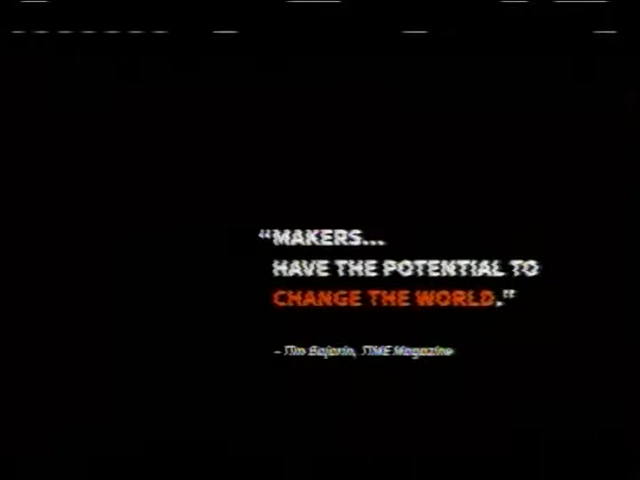 “MAKERS...
HAVE THE POTENTIAL TO
CHANGE THE WORLD.”
– Tim Bajarin, TIME Magazine